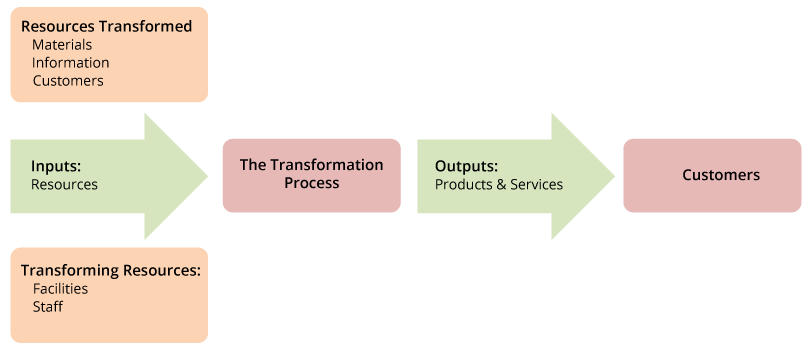 Resources Transformed
Materials
Information
Customers
Inputs:
Resources
The Transformation
Process
Outputs:
Products & Services
Customers
Transforming Resources:
Facilities
Staff